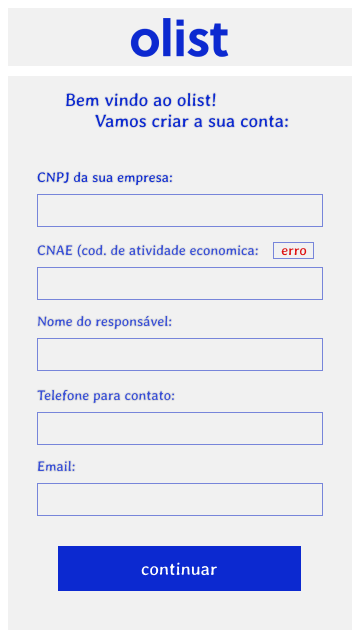 olist
Bem vindo ao olist!
Vamos criar a sua conta:
CNPJ da sua empresa:
CNAE (cod. de atividade economica:
erro
Nome do responsável:
Telefone para contato:
Email:
continuar